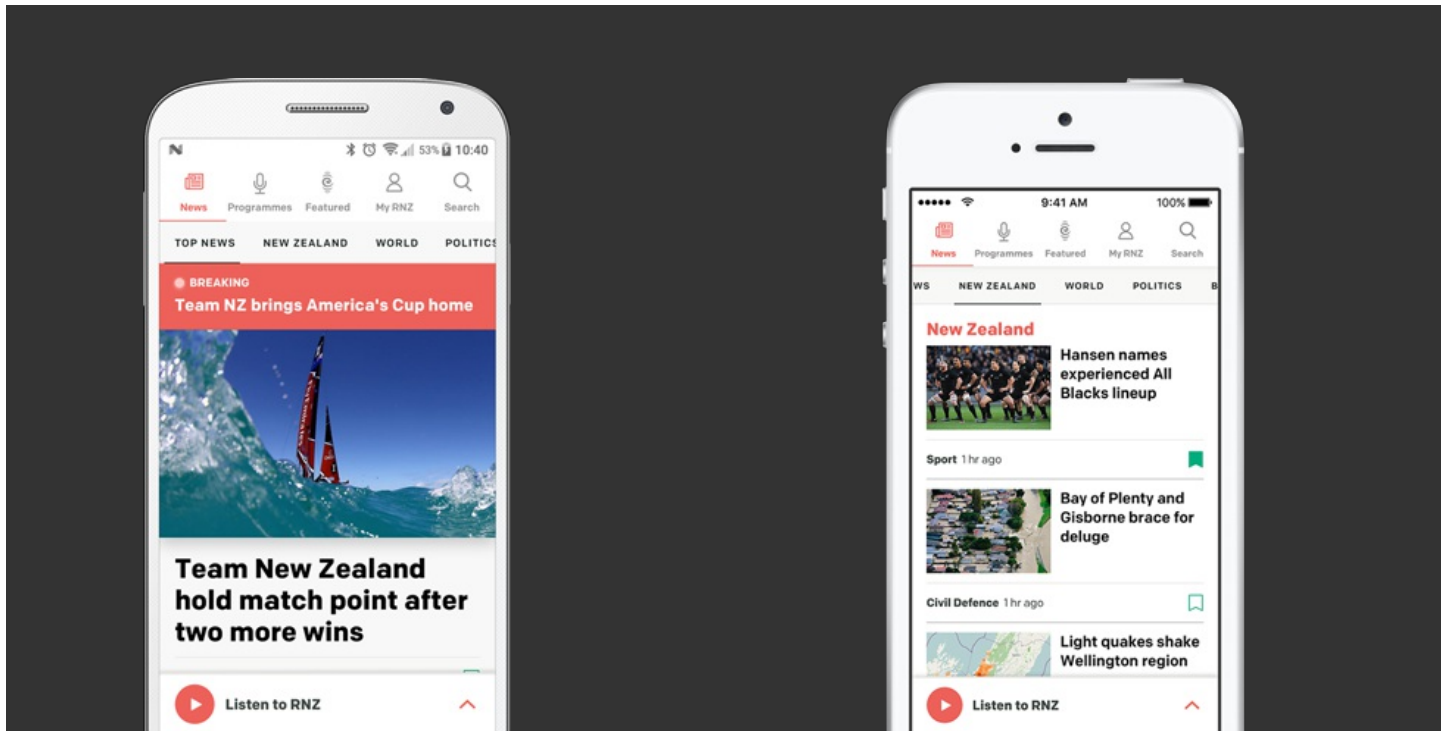 53% 10:40
News Programmes Featured My RNZ Search
TOP NEWS NEW ZEALAND WORLD POLITICS
BREAKING
Team NZ brings America's Cup home
Team New Zealand
hold match point after
two more wins
Listen to RNZ
9:41 AM 100%
News Programmes Featured My RNZ Search
WS NEW ZEALAND WORLD POLITICS B
New Zealand
Hansen names
experienced All
Blacks lineup
Sport 1 hr ago
Bay of Plenty and
Gisborne brace for
deluge
Civil Defence 1 hr ago
Light quakes shake
Wellington region
Listen to RNZ